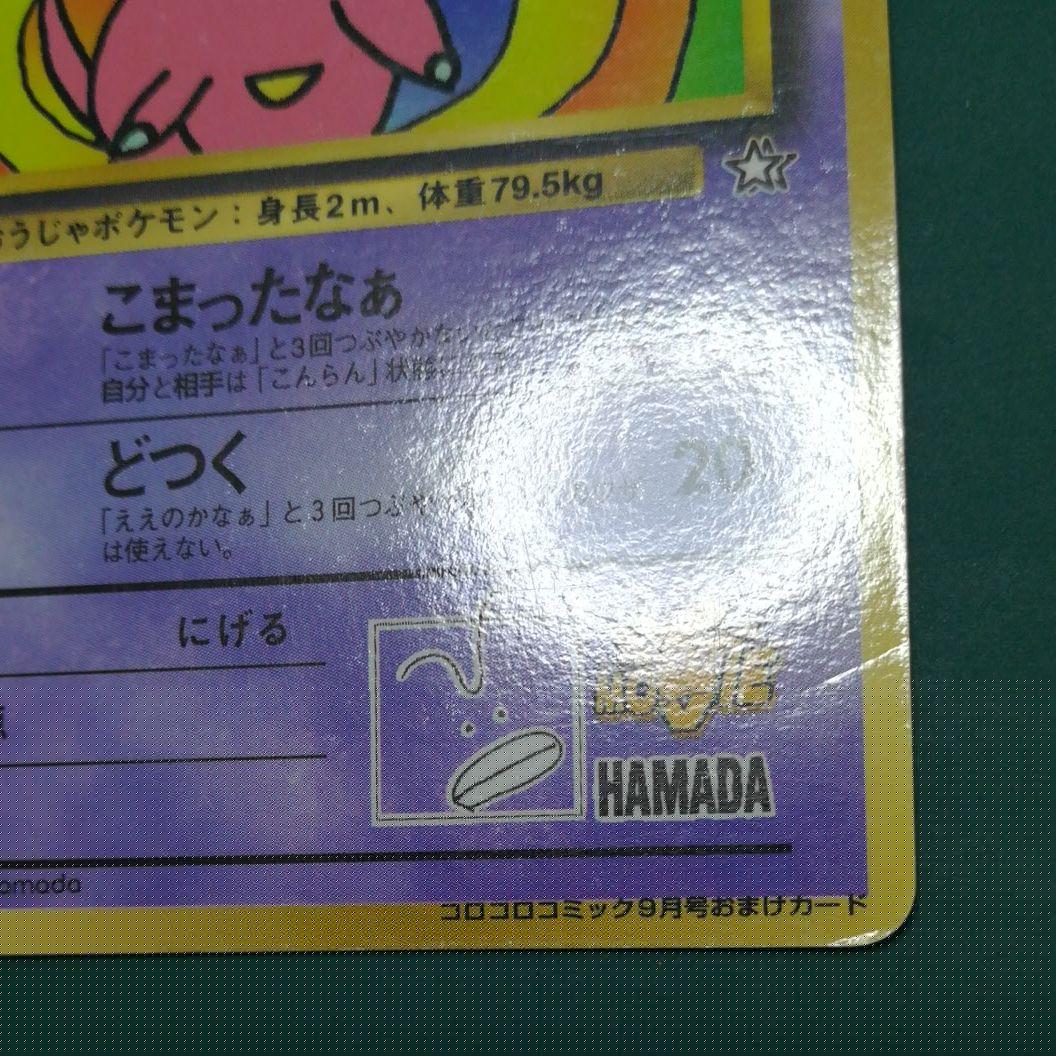 うじゃポケモン：身長2m、体重79.5kg
こまったなぁ
「こまったなぁ」と3回つぶやかない
自分と相手は「こんらん」状態に
どつく
20
「ええのかなぁ」と3回つぶや
は使えない。
にげる
HAMADA
amada
コロコロコミック9月号おまけカード